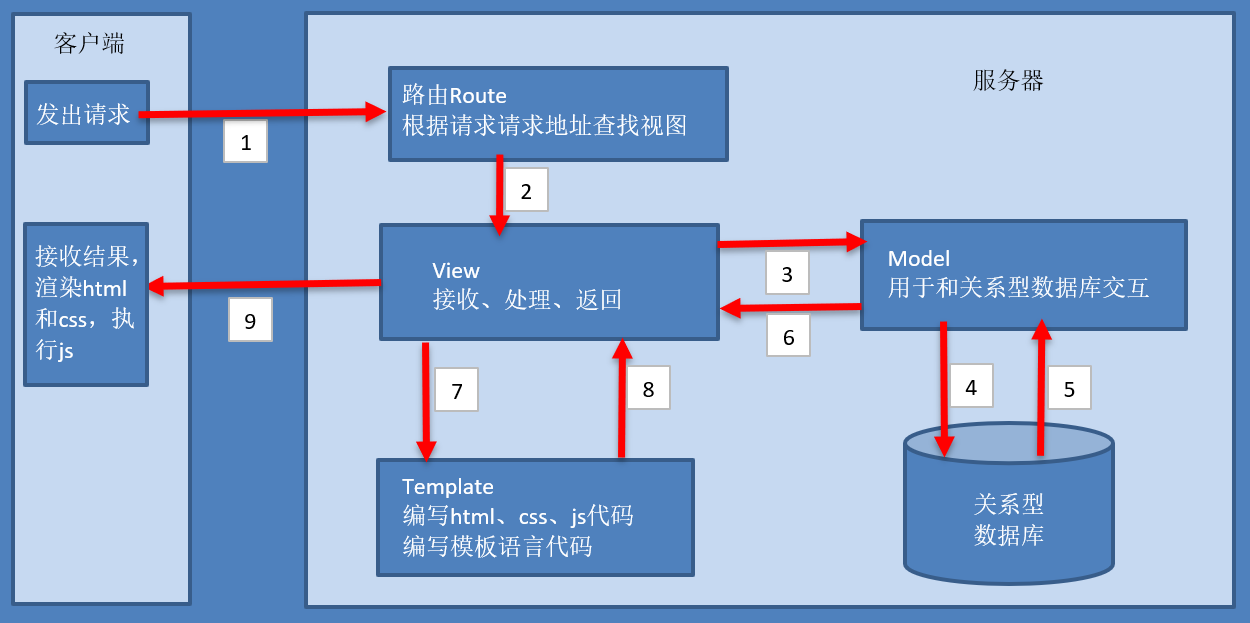 客户端
发出请求
1
接收结果，
渲染html
和css，执
行js
9
服务器
路由Route
根据请求请求地址查找视图
2
View
接收、处理、返回
3
6
Model
用于和关系型数据库交互
4
5
7
8
Template
编写html、css、js代码
编写模板语言代码
关系型
数据库